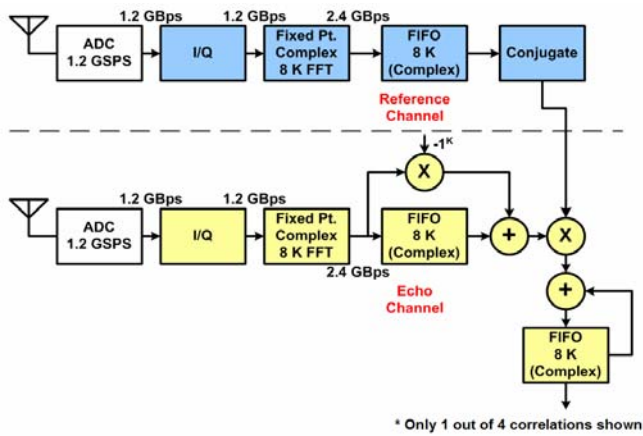 1.2 GBps
1.2 GBps
2.4 GBps
ADC
1.2 GSPS
I/Q
Fixed Pt.
Complex
8 K FFT
FIFO
8 K
(Complex)
Conjugate
Reference
Channel
-1ᴷ
X
1.2 GBps
1.2 GBps
ADC
1.2 GSPS
I/Q
Fixed Pt.
Complex
8 K FFT
FIFO
8 K
(Complex)
+
X
2.4 GBps
Echo
Channel
+
FIFO
8 K
(Complex)
* Only 1 out of 4 correlations shown